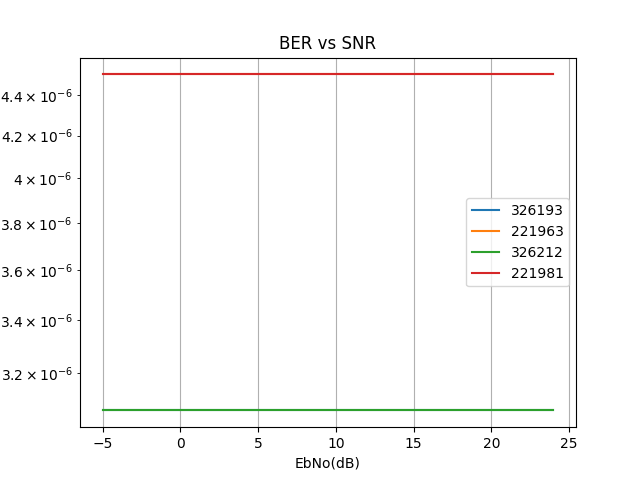 BER vs SNR
4.4 × 10⁻⁶
4.2 × 10⁻⁶
4 × 10⁻⁶
3.8 × 10⁻⁶
3.6 × 10⁻⁶
3.4 × 10⁻⁶
3.2 × 10⁻⁶
326193
221963
326212
221981
−5 0 5 10 15 20 25
EbNo(dB)